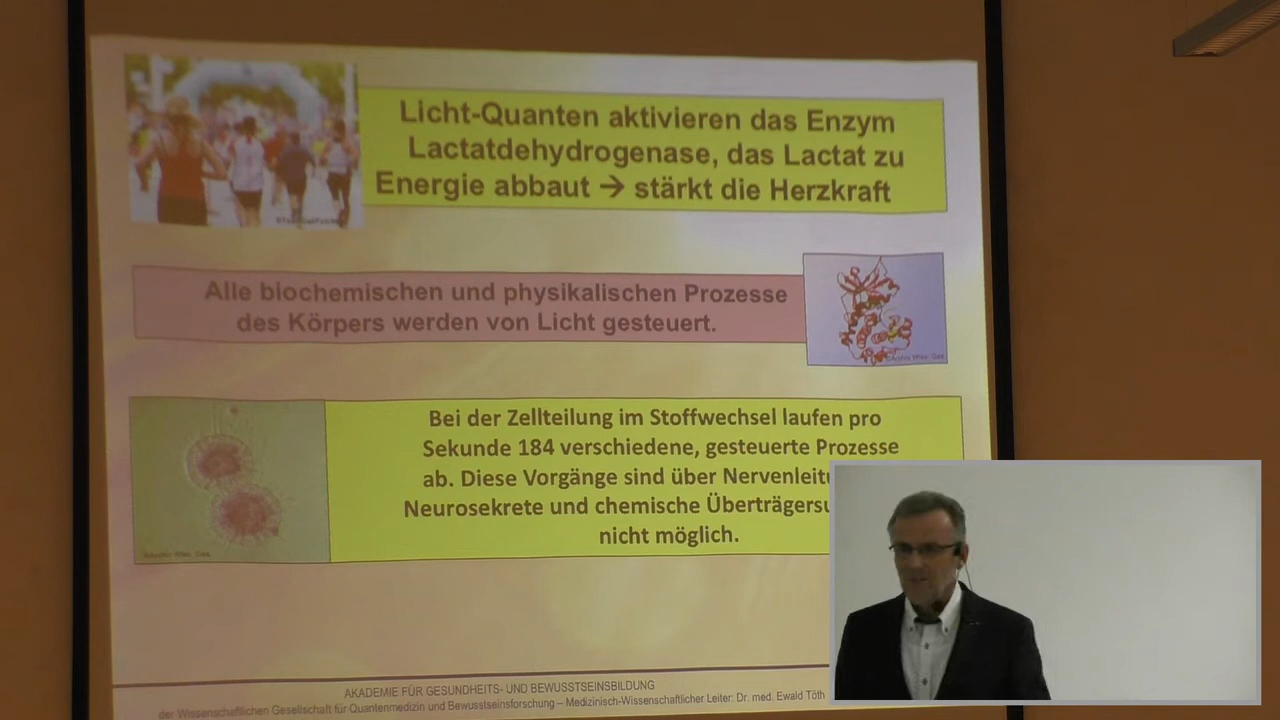 Licht-Quanten aktivieren das Enzym
Lactatdehydrogenase, das Lactat zu
Energie abbaut → stärkt die Herzkraft
Alle biochemischen und physikalischen Prozesse
des Körpers werden von Licht gesteuert.
Bei der Zellteilung im Stoffwechsel laufen pro
Sekunde 184 verschiedene, gesteuerte Prozesse
ab. Diese Vorgänge sind über
Neurosekrete und chemische
nicht möglich.
AKADEMIE FÜR GESUNDHEITS- UND BEWUSSTSEINSBILDUNG
der Wissenschaftlichen Gesellschaft für Quantenmedizin und Bewusstseinsforschung – Medizinisch-Wissenschaftlicher Leiter: Dr. med. Ewald Töth